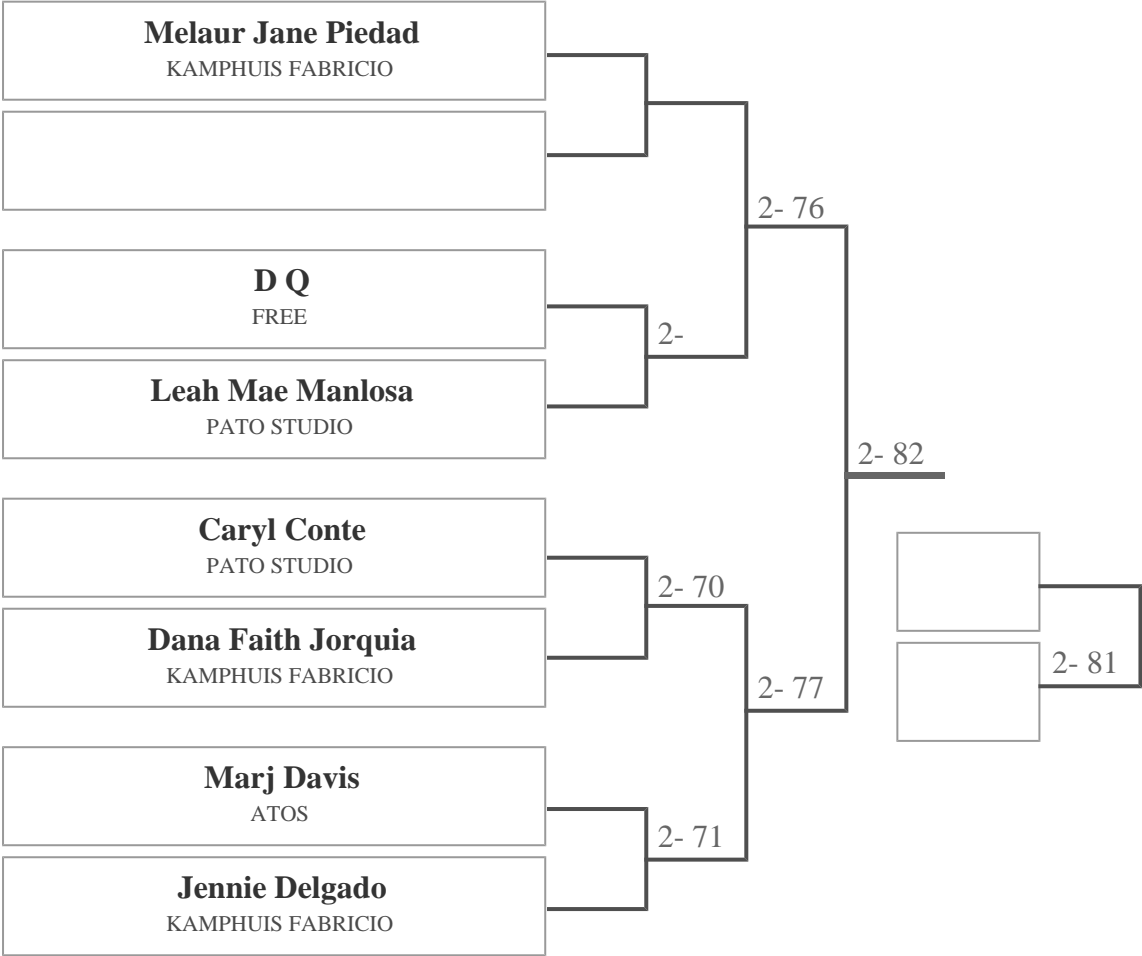 Melaur Jane Piedad
KAMPHUIS FABRICIO
2- 76
D Q
FREE
2-
Leah Mae Manlosa
PATO STUDIO
2- 82
Caryl Conte
PATO STUDIO
2- 70
Dana Faith Jorquia
KAMPHUIS FABRICIO
2- 81
2- 77
Marj Davis
ATOS
2- 71
Jennie Delgado
KAMPHUIS FABRICIO